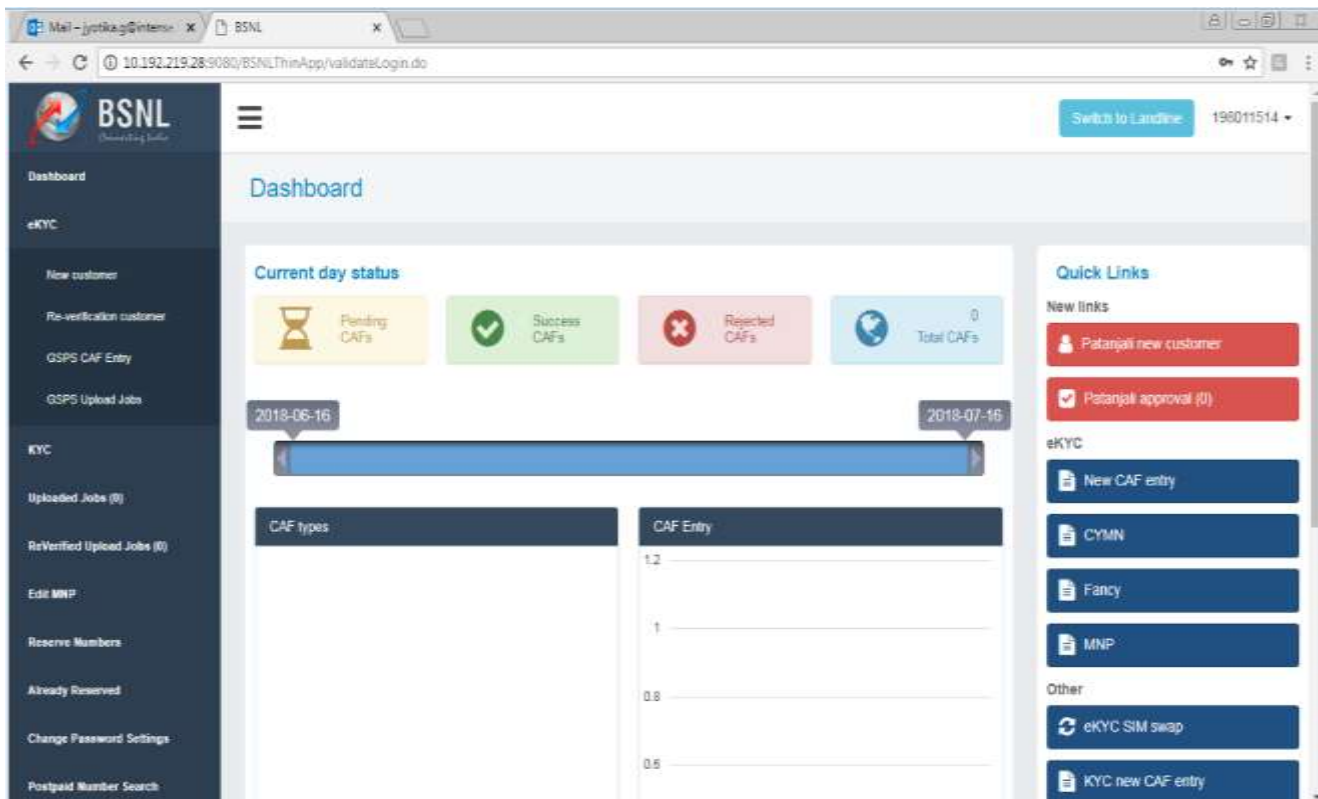 Mail - jyotika.g@intense
BSNL
10.192.219.28:9080/BSNLThinApp/validateLogin.do
BSNL
Connecting India
Switch to Landline
198011514
Dashboard
eKYC
New customer
Re-verification customer
GSPS CAF Entry
GSPS Upload Jobs
KYC
Uploaded Jobs (0)
ReVerified Upload Jobs (0)
Edit MNP
Reserve Numbers
Already Reserved
Change Password Settings
Postpaid Number Search
Dashboard
Current day status
Pending
CAFs
Success
CAFs
Rejected
CAFs
0
Total CAFs
2018-06-16
2018-07-16
CAF types
CAF Entry
1.2
1
0.8
0.6
Quick Links
New links
Patanjali new customer
Patanjali approval (0)
eKYC
New CAF entry
CYMN
Fancy
MNP
Other
eKYC SIM swap
KYC new CAF entry